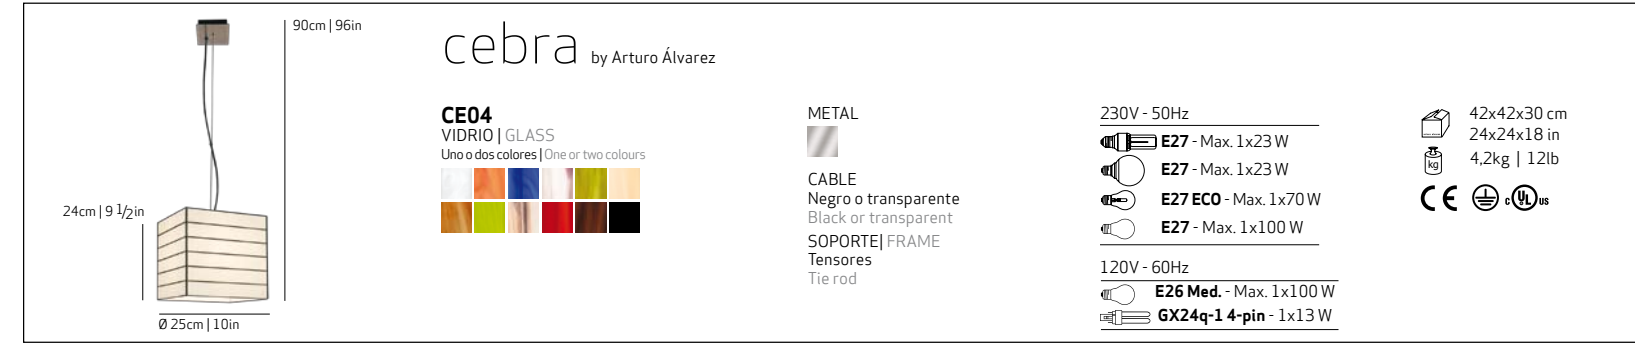 90cm | 96in
24cm | 9 1/2in
Ø 25cm | 10in
cebra by Arturo Álvarez
CE04
VIDRIO | GLASS
Uno o dos colores | One or two colours
METAL
CABLE
Negro o transparente
Black or transparent
SOPORTE| FRAME
Tensores
Tie rod
230V - 50Hz
E27 - Max. 1x23 W
E27 - Max. 1x23 W
E27 ECO - Max. 1x70 W
E27 - Max. 1x100 W
120V - 60Hz
E26 Med. - Max. 1x100 W
GX24q-1 4-pin - 1x13 W
42x42x30 cm
24x24x18 in
kg
4,2kg | 12lb
CE c UL us